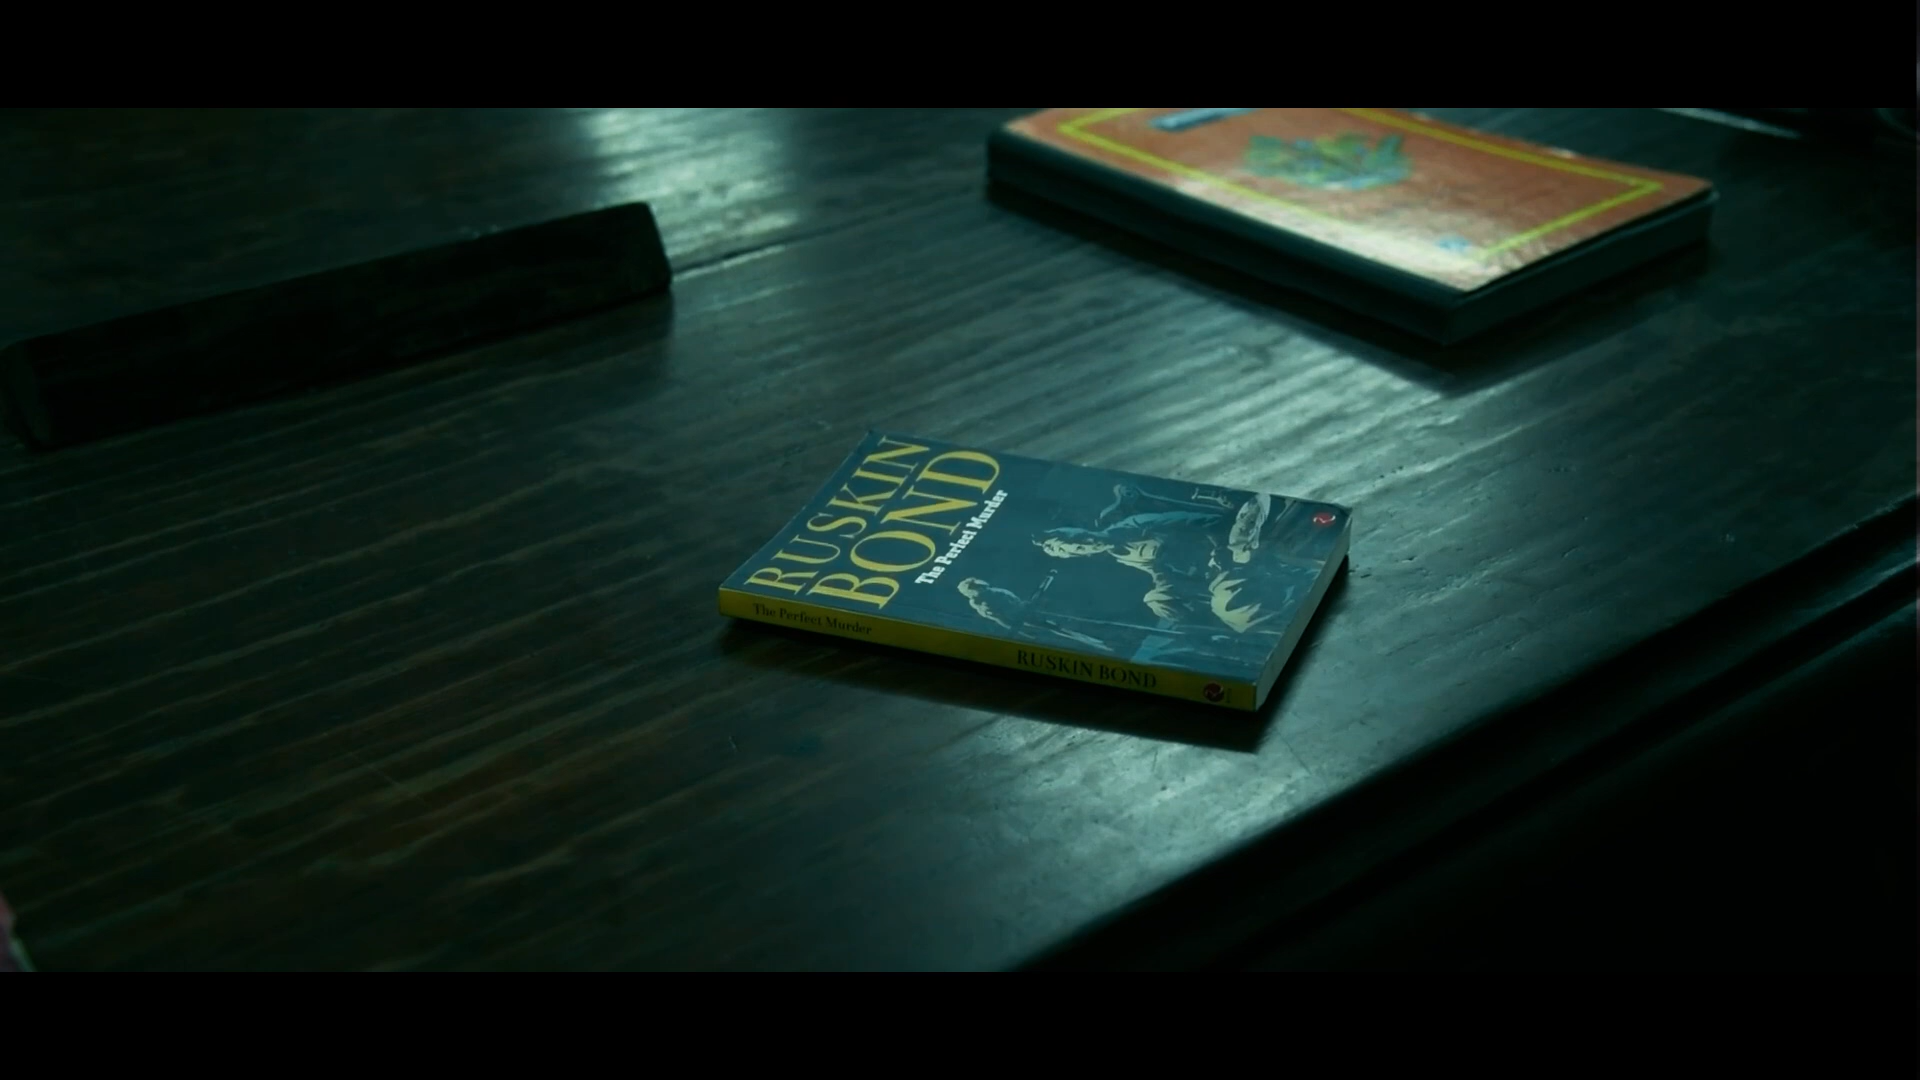 RUSKIN
BOND
The Perfect Murder
The Perfect Murder RUSKIN BOND